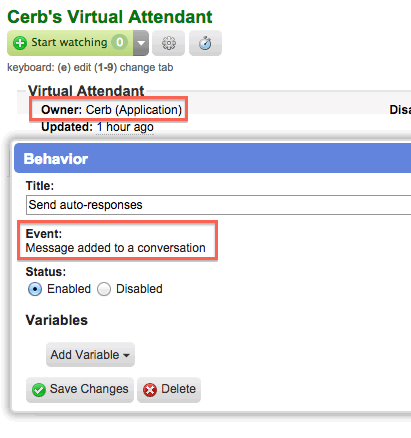 Cerb's Virtual Attendant
Start watching 0
keyboard: (e) edit (1-9) change tab
Virtual Attendant
Owner: Cerb (Application)
Disa
Updated: 1 hour ago
Behavior
Title:
Send auto-responses
Event:
Message added to a conversation
Status:
Enabled Disabled
Variables
Add Variable
Save Changes Delete